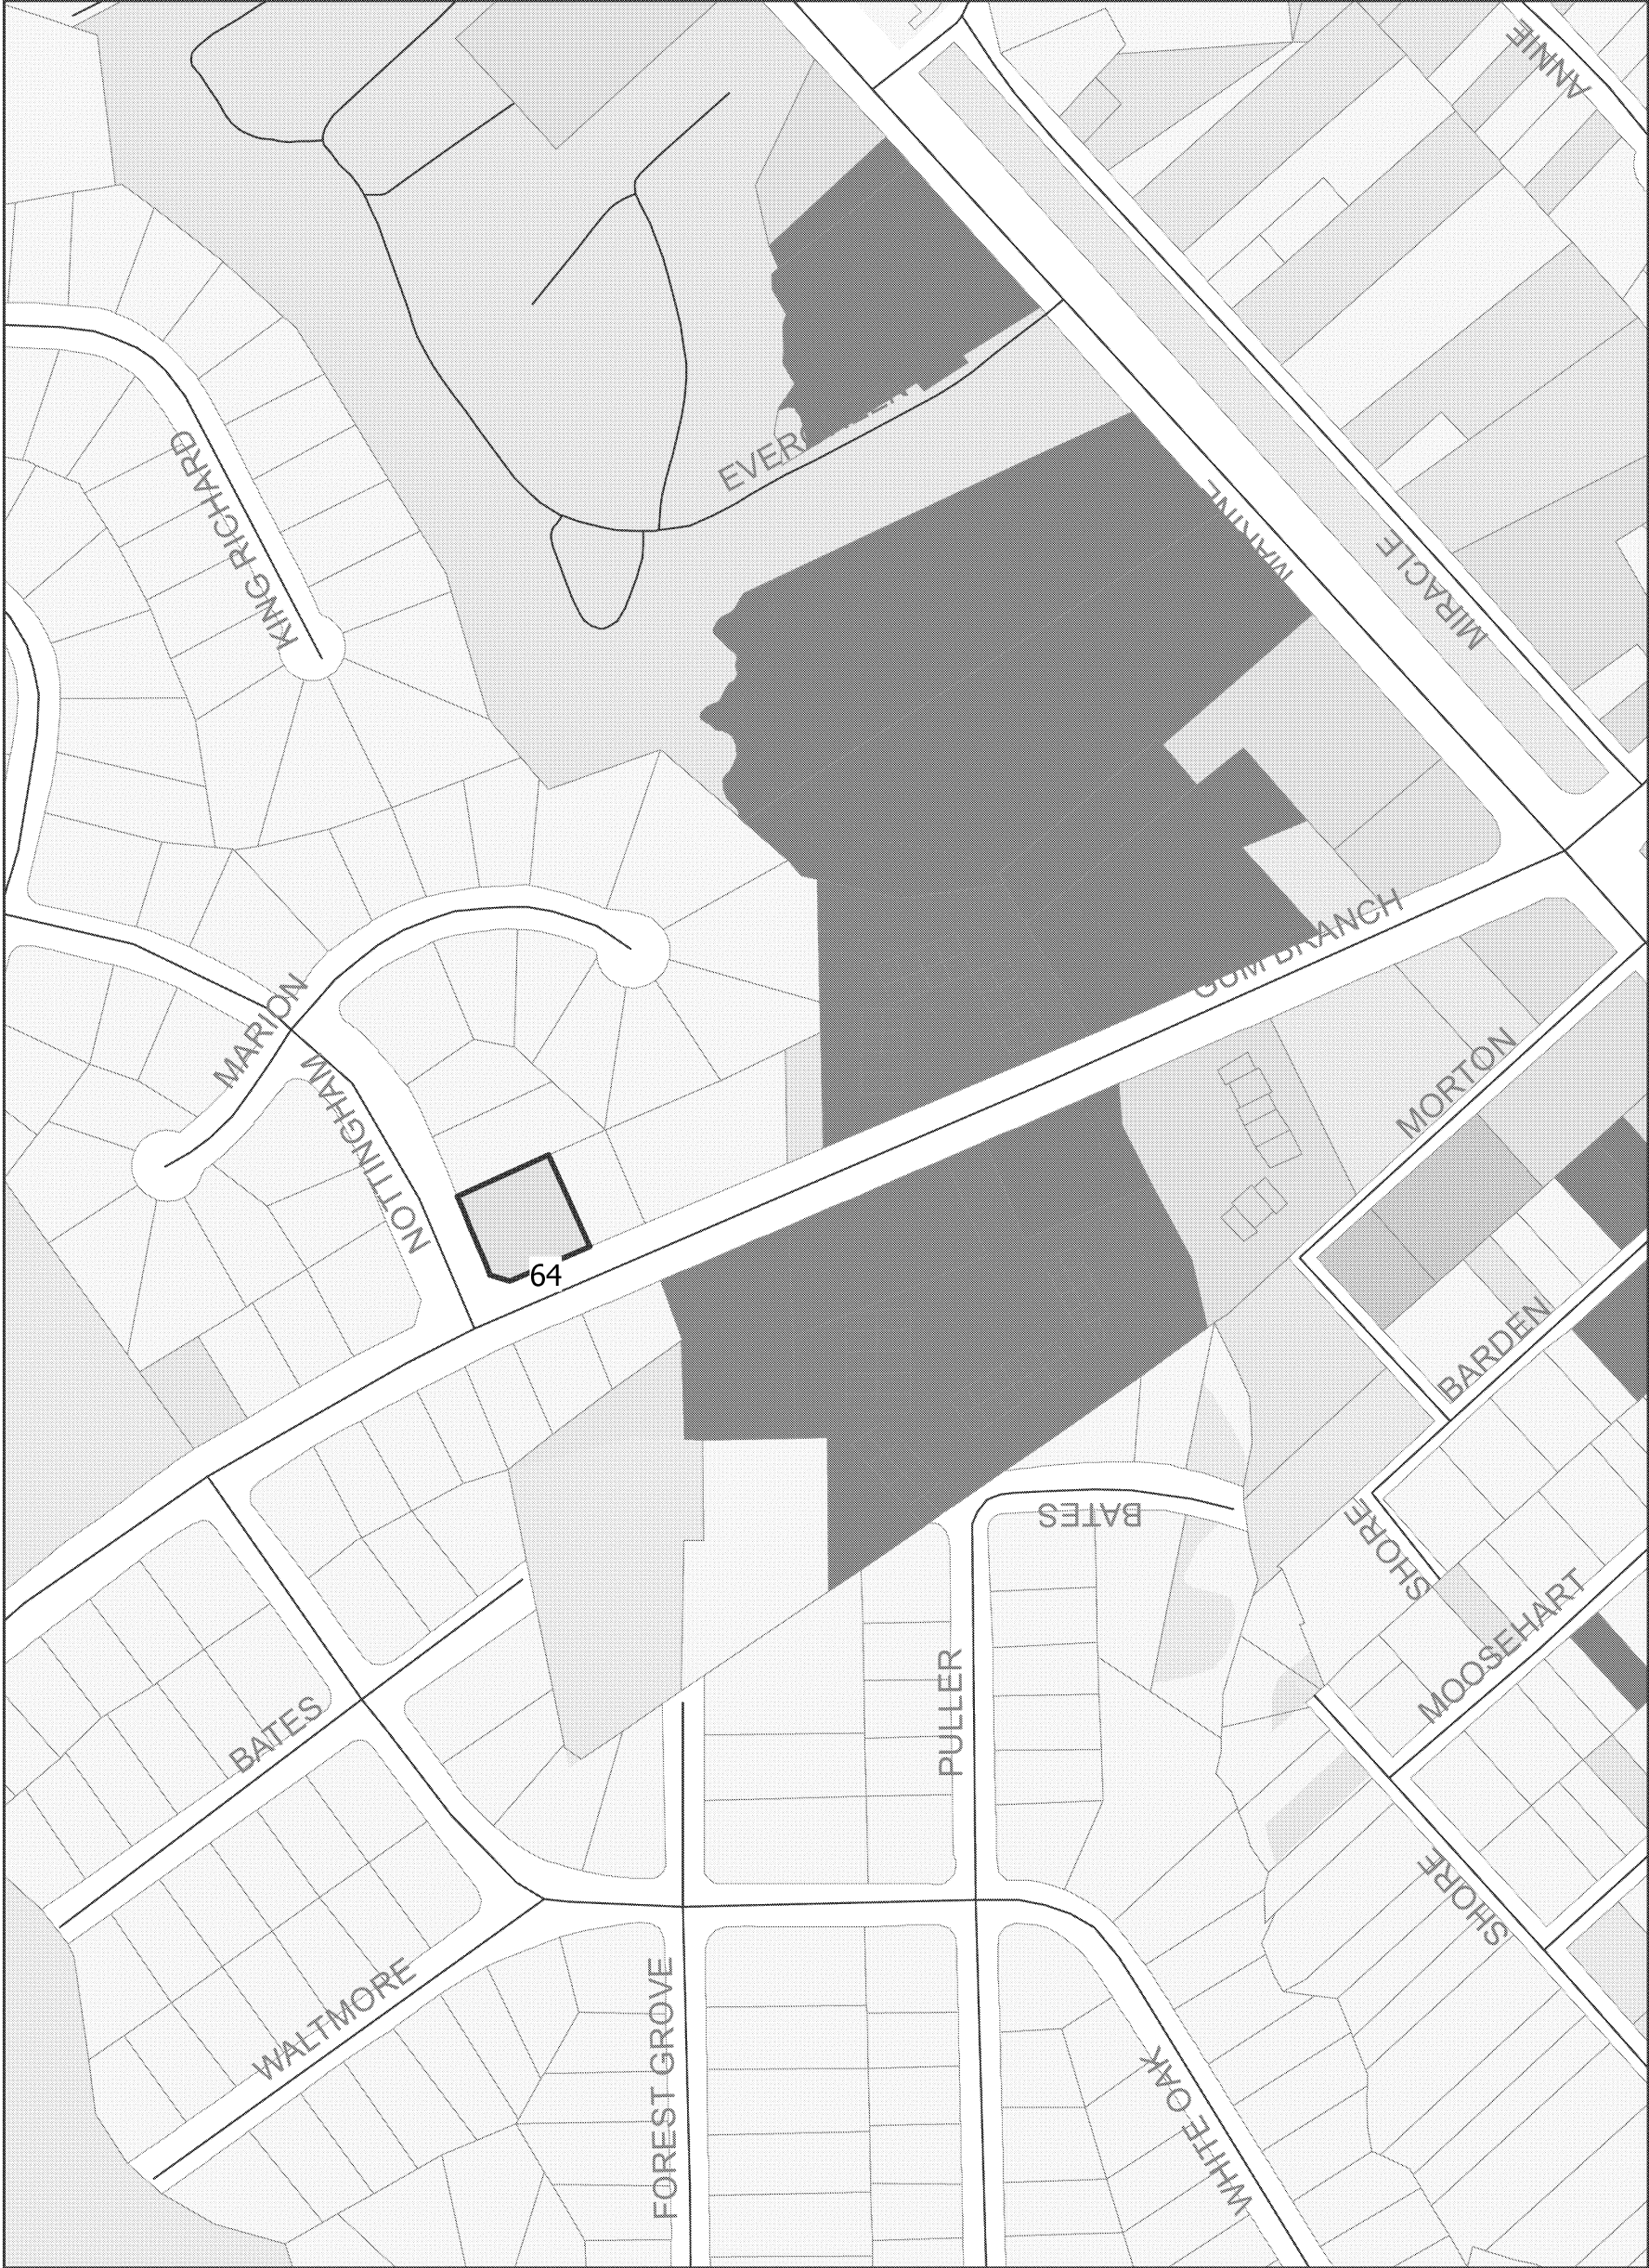 ANNIE
KING RICHARD
MARINE
MIRACLE
GUM BRANCH
MARION
NOTTINGHAM
MORTON
64
BARDEN
BATES
SHORE
MOOSEHART
PULLER
BATES
SHORE
WALTMORE
FOREST GROVE
WHITE OAK